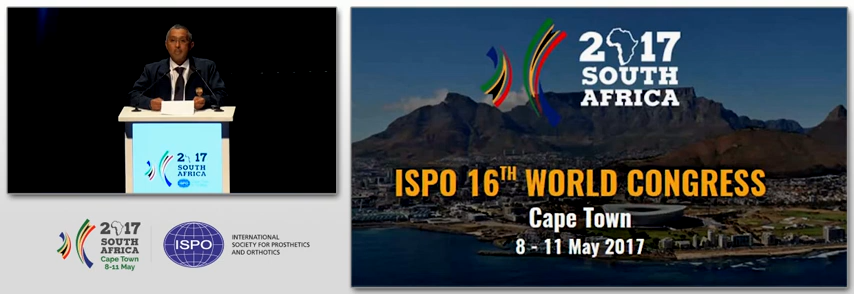 2017
SOUTH
AFRICA
2017
SOUTH
AFRICA
Cape Town
8-11 May
ISPO
INTERNATIONAL
SOCIETY FOR PROSTHETICS
AND ORTHOTICS
2017
SOUTH
AFRICA
ISPO 16TH WORLD CONGRESS
Cape Town
8 - 11 May 2017